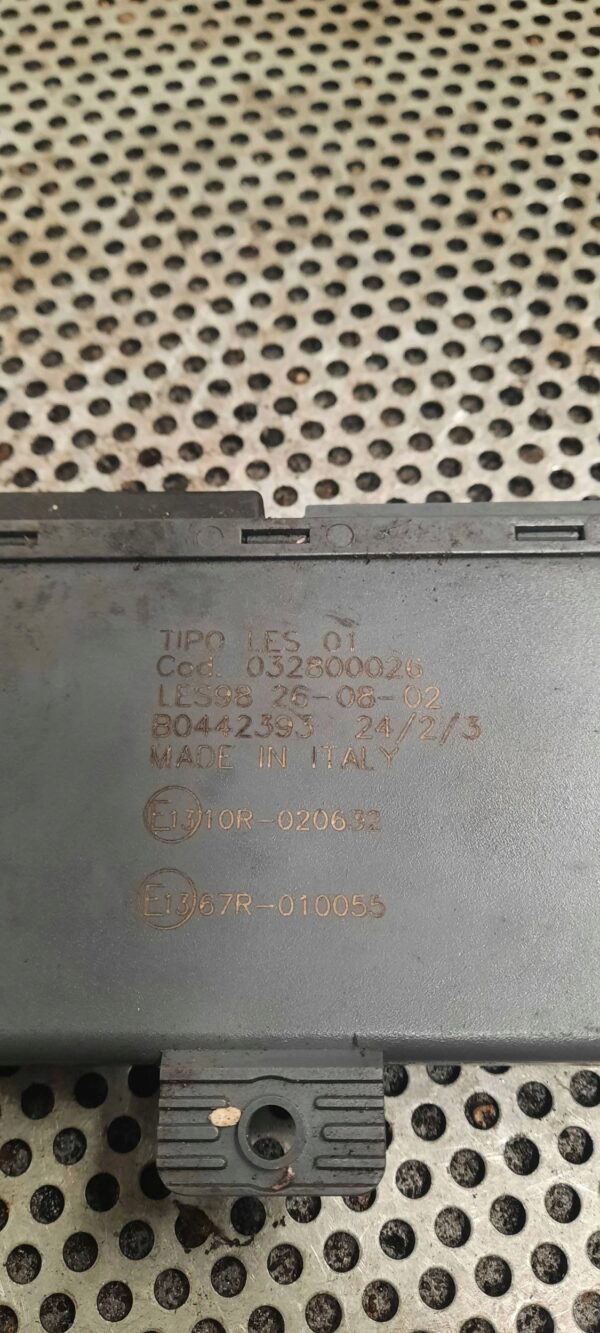 TIPO LES 01
Cod. 032800026
LES98 26-08-02
B0442393 24/2/3
MADE IN ITALY
E13 10R-020632
E13 67R-010055